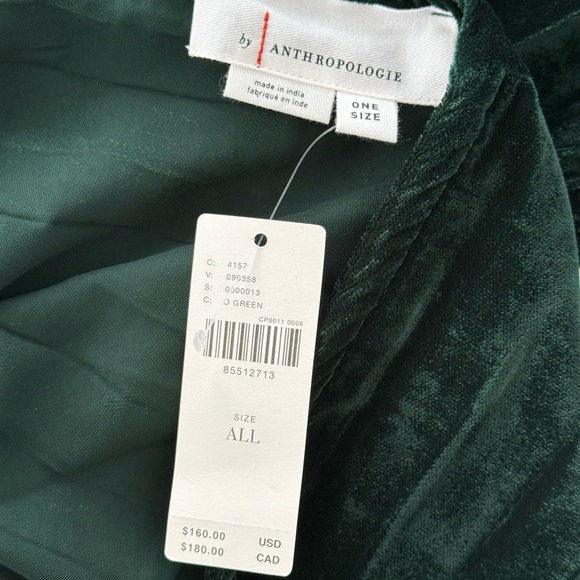 by ANTHROPOLOGIE
made in india
fabriqué en inde
ONE
SIZE
C: 4157
V: 096358
S: 0000013
C: D GREEN
CP0011 0006
85512713
SIZE
ALL
$160.00 USD
$180.00 CAD